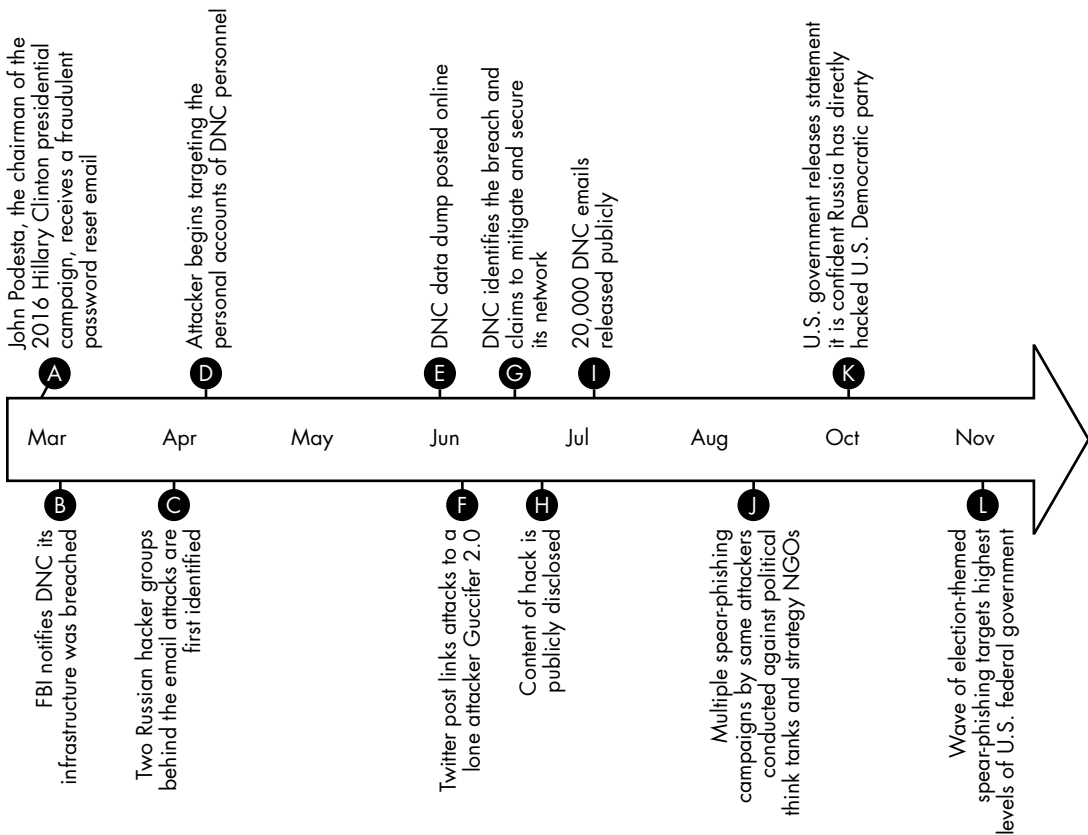 John Podesta, the chairman of the
2016 Hillary Clinton presidential
campaign, receives a fraudulent
password reset email
Attacker begins targeting the
personal accounts of DNC personnel
DNC data dump posted online
DNC identifies the breach and
claims to mitigate and secure
its network
20,000 DNC emails
released publicly
U.S. government releases statement
it is confident Russia has directly
hacked U.S. Democratic party
A
D
E
G
I
K
Mar
Apr
May
Jun
Jul
Aug
Oct
Nov
B
C
F
H
J
L
FBI notifies DNC its
infrastructure was breached
Two Russian hacker groups
behind the email attacks are
first identified
Twitter post links attacks to a
lone attacker Guccifer 2.0
Content of hack is
publicly disclosed
Multiple spear-phishing
campaigns by same attackers
conducted against political
think tanks and strategy NGOs
Wave of election-themed
spear-phishing targets highest
levels of U.S. federal government